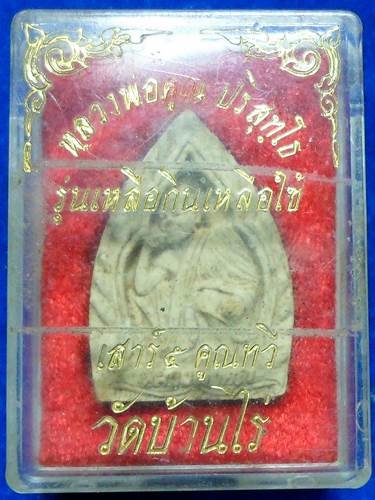 หลวงพ่อคูณ ปริสุทฺโธ
รุ่นเหลือกินเหลือใช้
เสาร์ ๕ คูณทวี
วัดบ้านไร่